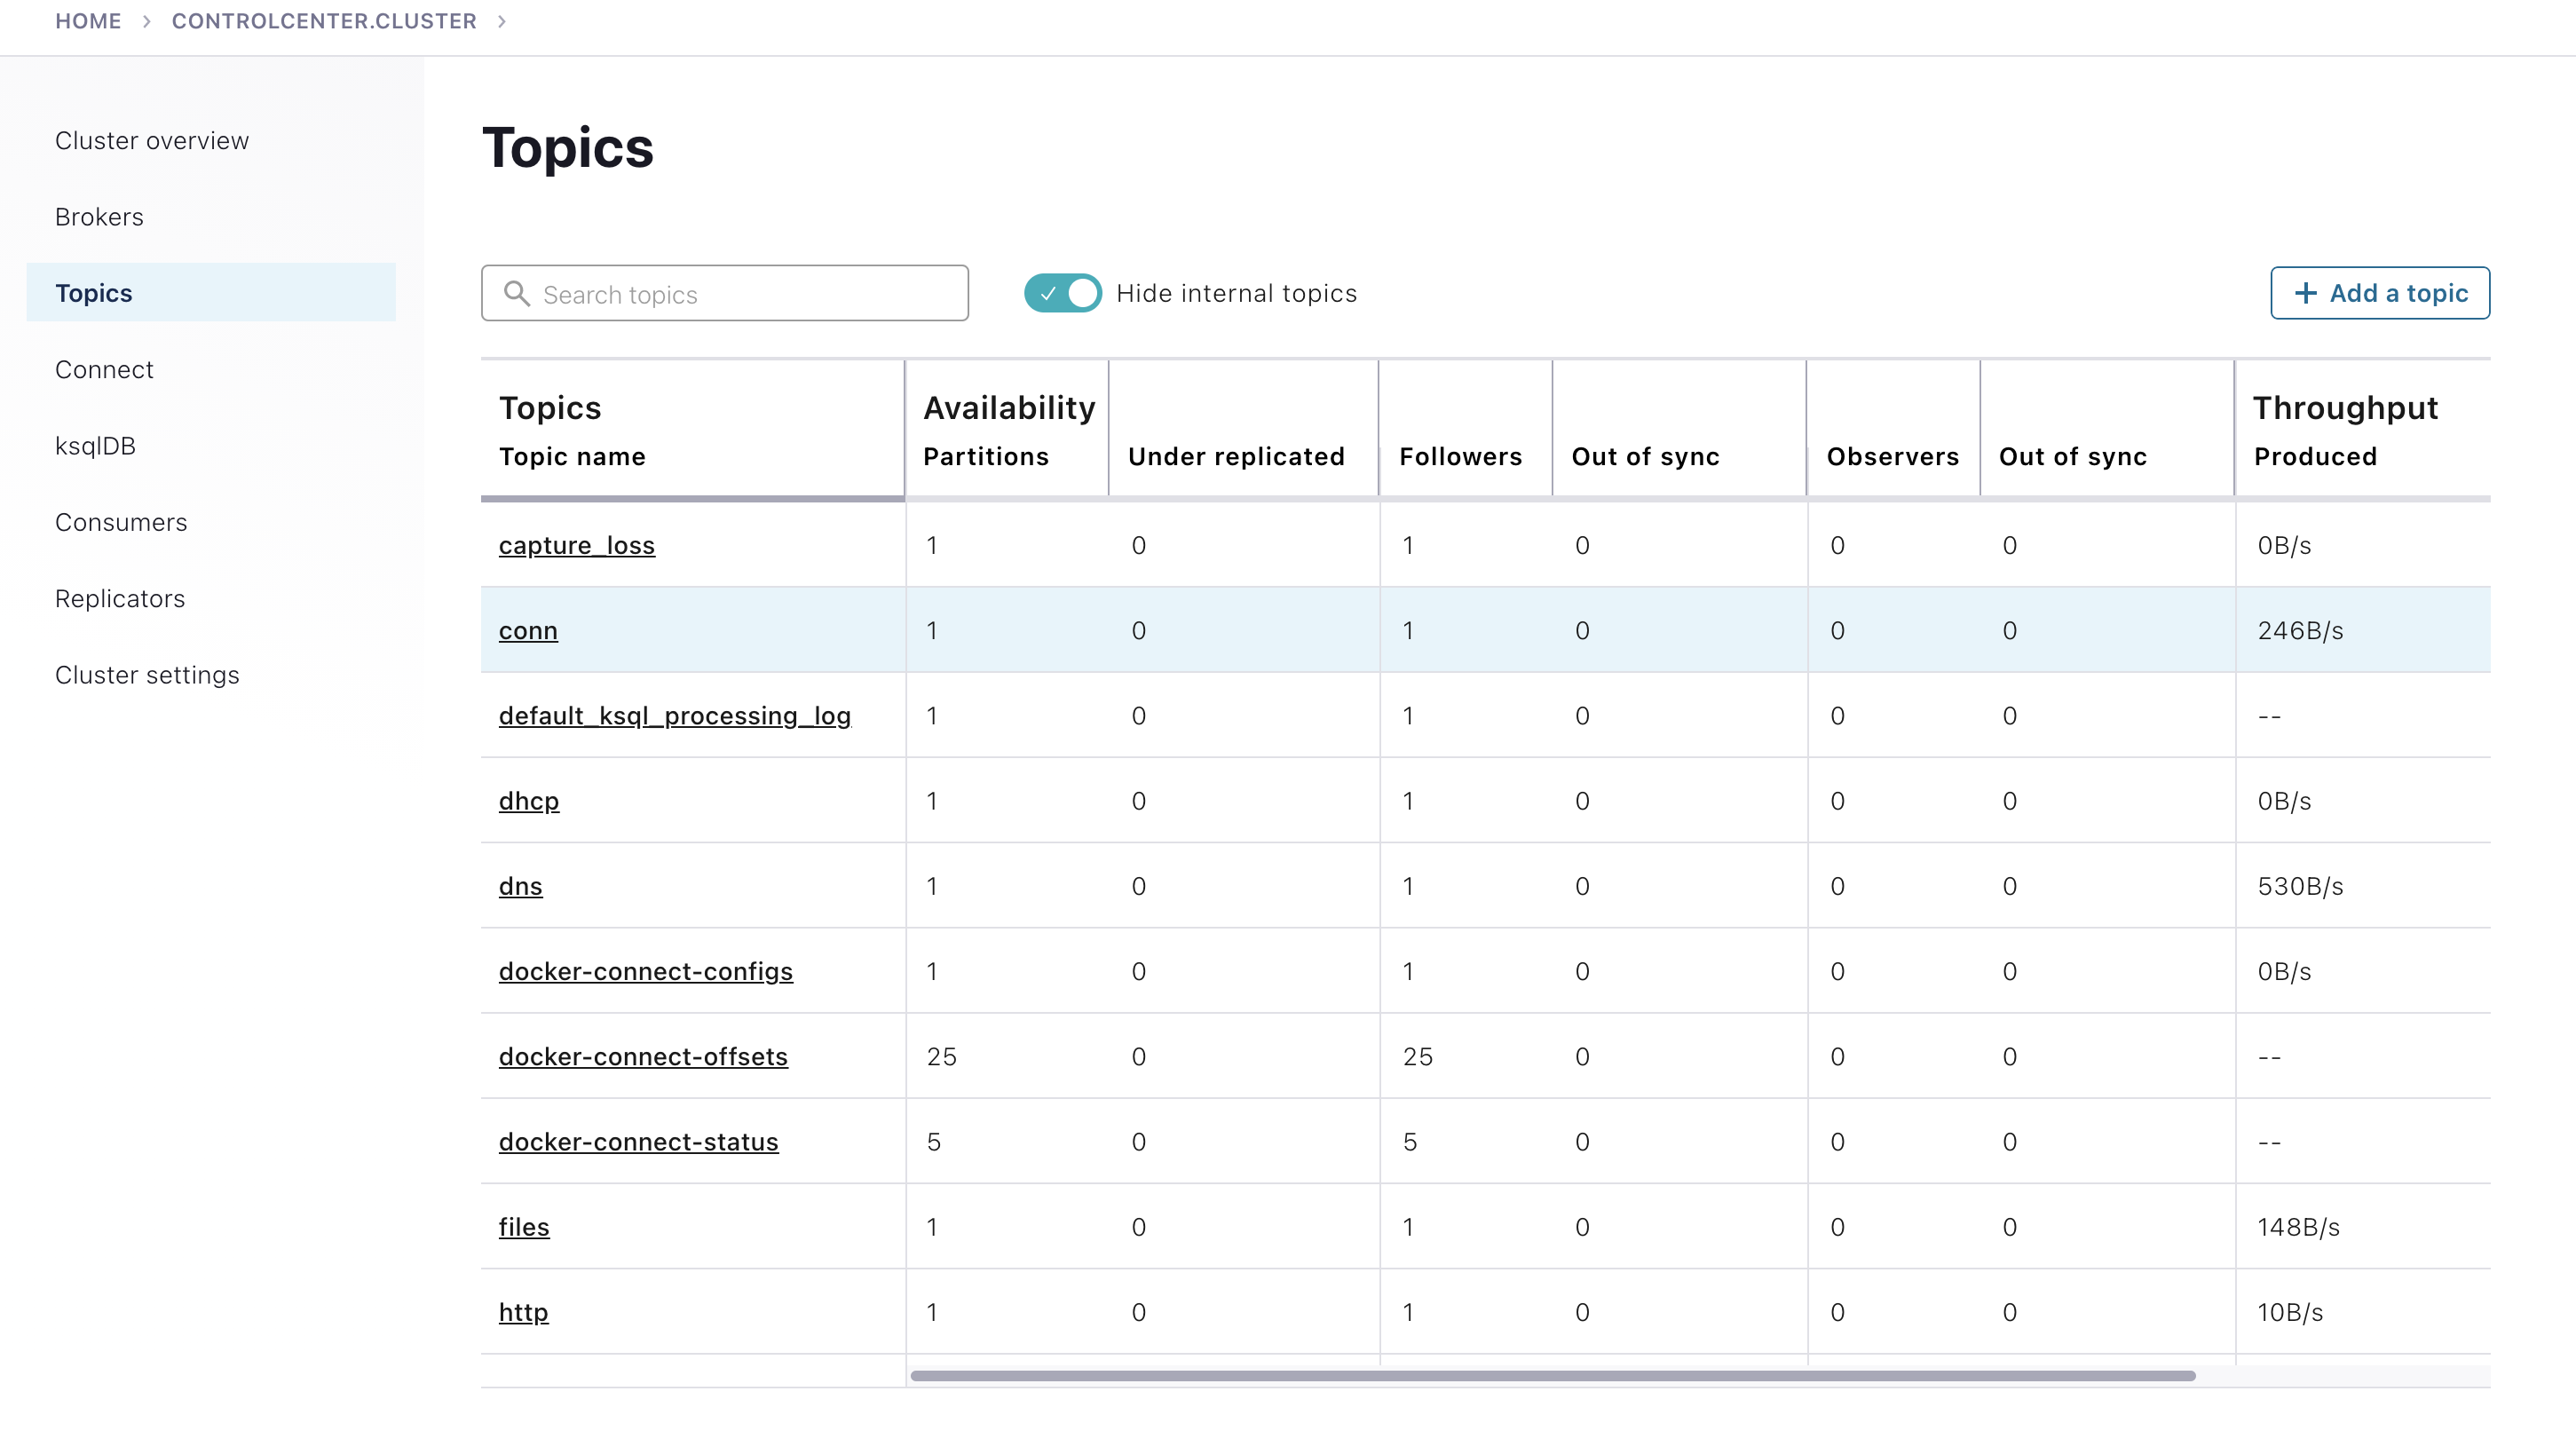 HOME > CONTROLCENTER.CLUSTER >
Cluster overview
Brokers
Topics
Connect
ksqlDB
Consumers
Replicators
Cluster settings
Topics
Search topics
Hide internal topics
+ Add a topic
Topics Availability Throughput
Topic name Partitions Under replicated Followers Out of sync Observers Out of sync Produced
capture_loss 1 0 1 0 0 0 0B/s
conn 1 0 1 0 0 0 246B/s
default_ksql_processing_log 1 0 1 0 0 0 --
dhcp 1 0 1 0 0 0 0B/s
dns 1 0 1 0 0 0 530B/s
docker-connect-configs 1 0 1 0 0 0 0B/s
docker-connect-offsets 25 0 25 0 0 0 --
docker-connect-status 5 0 5 0 0 0 --
files 1 0 1 0 0 0 148B/s
http 1 0 1 0 0 0 10B/s